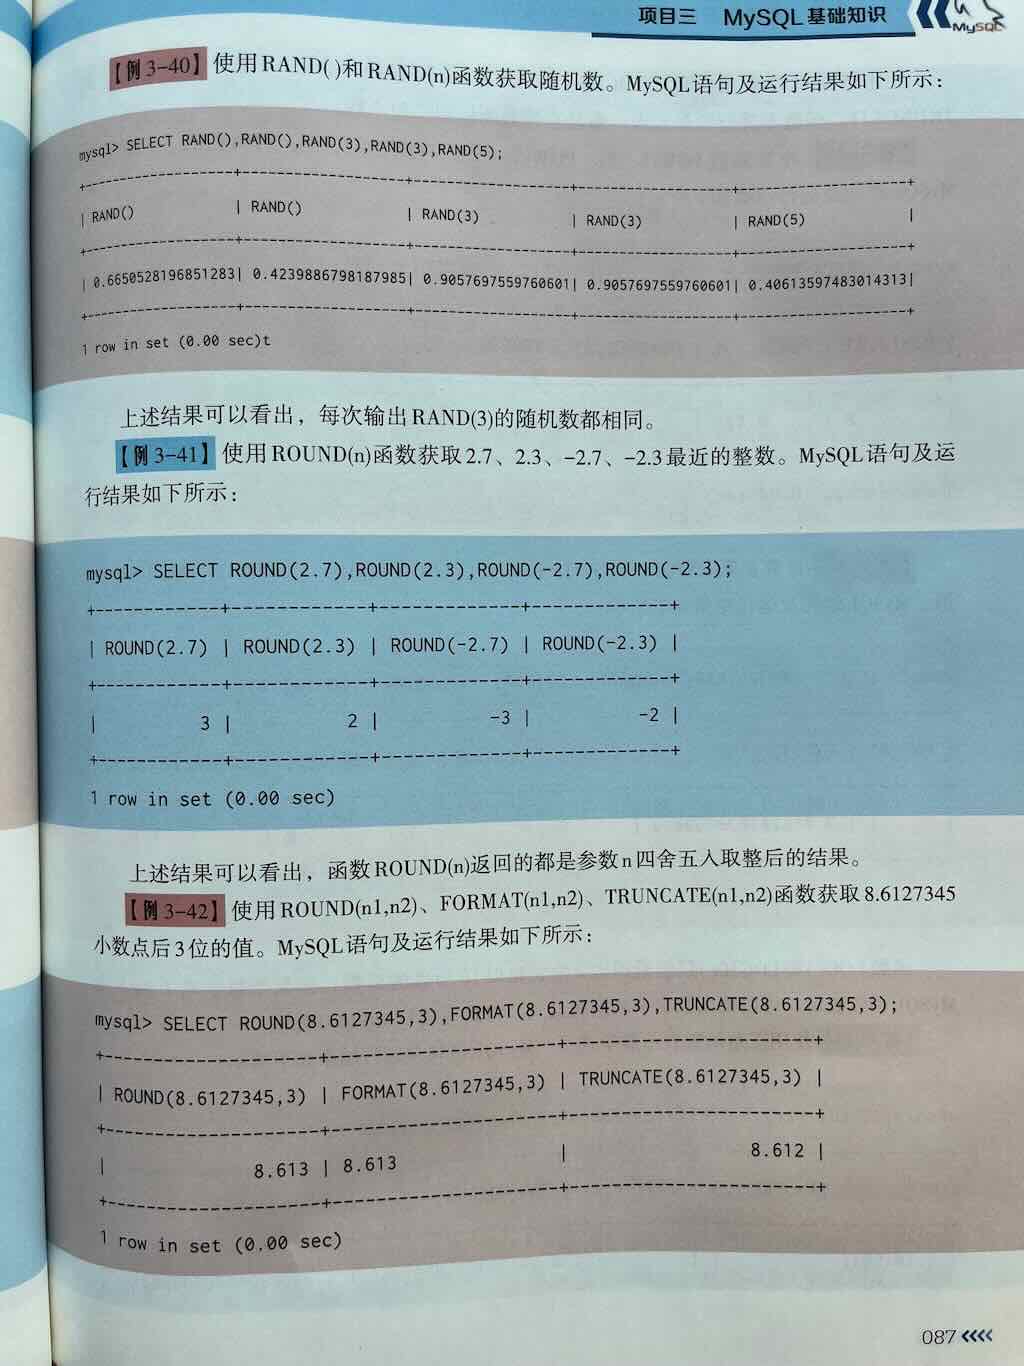 项目三 MySQL基础知识
MySQL
【例 3-40】使用RAND( )和RAND(n)函数获取随机数。MySQL语句及运行结果如下所示：
mysql> SELECT RAND(),RAND(),RAND(3),RAND(3),RAND(5);
+------------------+------------------+------------------+------------------+-------------------+
| RAND() | RAND() | RAND(3) | RAND(3) | RAND(5) |
+------------------+------------------+------------------+------------------+-------------------+
| 0.6650528196851283| 0.4239886798187985| 0.9057697559760601| 0.9057697559760601| 0.40613597483014313|
+------------------+------------------+------------------+------------------+-------------------+
1 row in set (0.00 sec)t
上述结果可以看出，每次输出RAND(3)的随机数都相同。
【例 3-41】使用ROUND(n)函数获取2.7、2.3、-2.7、-2.3最近的整数。MySQL语句及运
行结果如下所示：
mysql> SELECT ROUND(2.7),ROUND(2.3),ROUND(-2.7),ROUND(-2.3);
+------------+------------+-------------+-------------+
| ROUND(2.7) | ROUND(2.3) | ROUND(-2.7) | ROUND(-2.3) |
+------------+------------+-------------+-------------+
| 3 | 2 | -3 | -2 |
+------------+------------+-------------+-------------+
1 row in set (0.00 sec)
上述结果可以看出，函数ROUND(n)返回的都是参数n四舍五入取整后的结果。
【例 3-42】使用ROUND(n1,n2)、FORMAT(n1,n2)、TRUNCATE(n1,n2)函数获取8.6127345
小数点后3位的值。MySQL语句及运行结果如下所示：
mysql> SELECT ROUND(8.6127345,3),FORMAT(8.6127345,3),TRUNCATE(8.6127345,3);
+--------------------+---------------------+-----------------------+
| ROUND(8.6127345,3) | FORMAT(8.6127345,3) | TRUNCATE(8.6127345,3) |
+--------------------+---------------------+-----------------------+
| 8.613 | 8.613 | 8.612 |
+--------------------+---------------------+-----------------------+
1 row in set (0.00 sec)
087